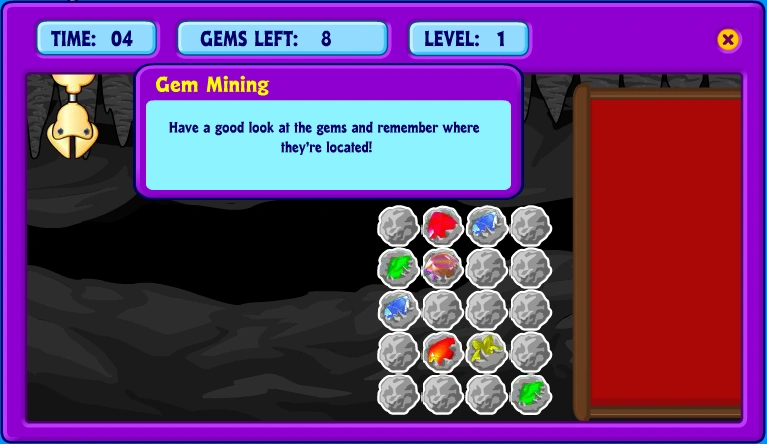 TIME: 04
GEMS LEFT: 8
LEVEL: 1
Gem Mining
Have a good look at the gems and remember where
they're located!